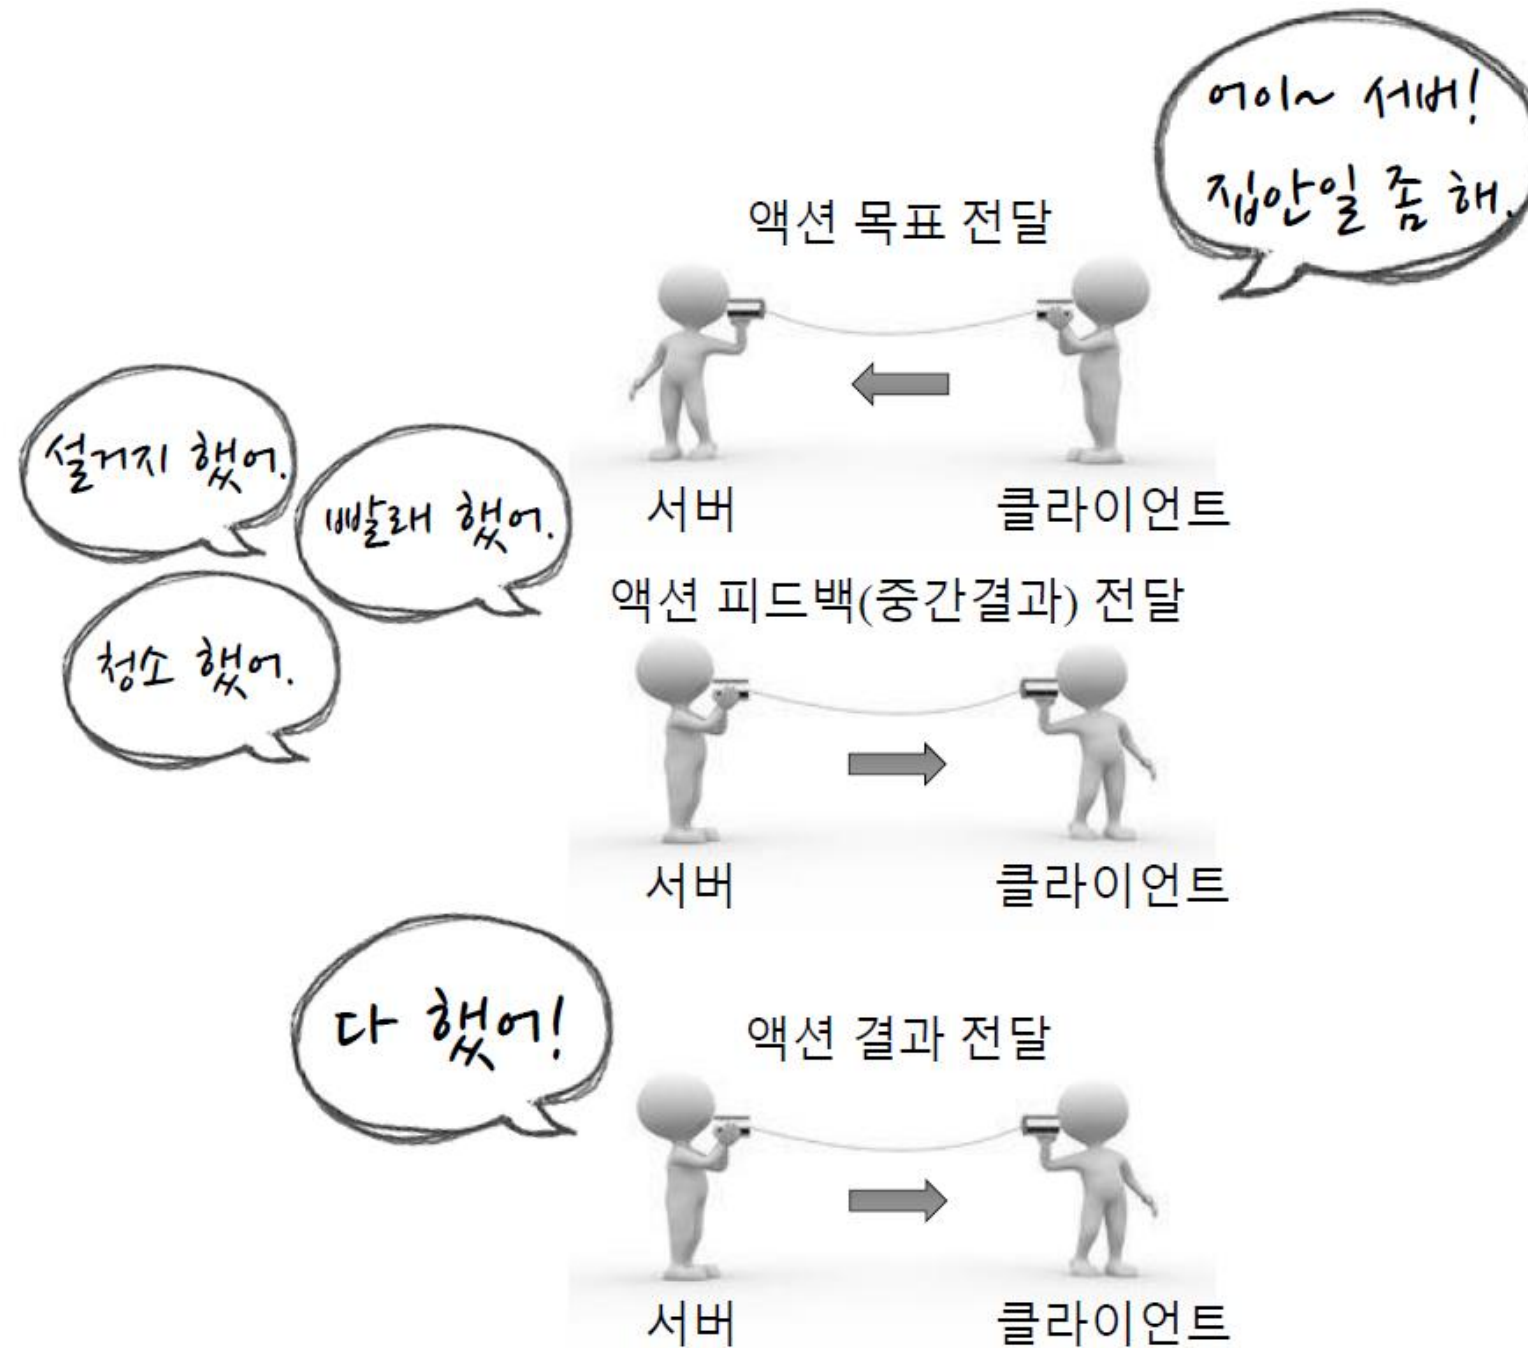 어이~ 서버!
집안일 좀 해.
액션 목표 전달
서버
클라이언트
설거지 했어.
빨래 했어.
청소 했어.
액션 피드백(중간결과) 전달
서버
클라이언트
다 했어!
액션 결과 전달
서버
클라이언트